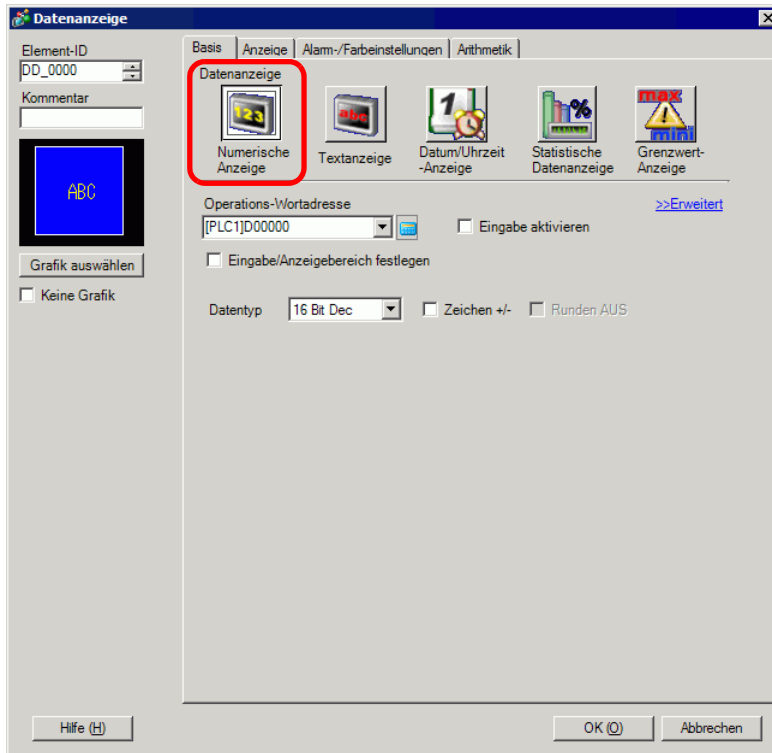 Datenanzeige
Element-ID
DD_0000
Kommentar
ABC
Grafik auswählen
Keine Grafik
Basis Anzeige Alarm-/Farbeinstellungen Arithmetik
Datenanzeige
123 abc 1 % max mini
Numerische Anzeige
Textanzeige
Datum/Uhrzeit -Anzeige
Statistische Datenanzeige
Grenzwert- Anzeige
Operations-Wortadresse >>Erweitert
[PLC1]D00000 Eingabe aktivieren
Eingabe/Anzeigebereich festlegen
Datentyp 16 Bit Dec Zeichen +/- Runden AUS
Hilfe (H) OK (O) Abbrechen